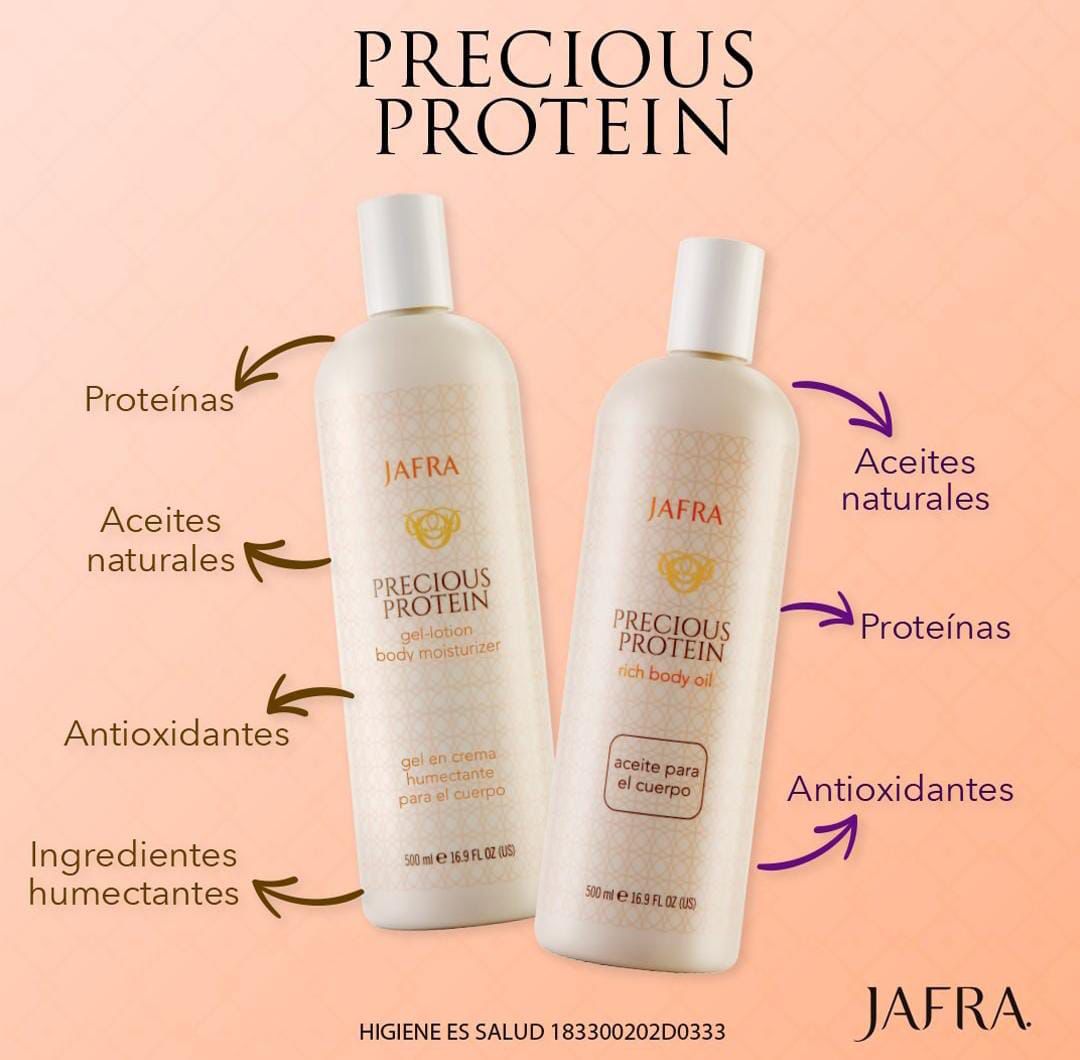 PRECIOUS
PROTEIN
Proteínas
Aceites
naturales
Antioxidantes
Ingredientes
humectantes
JAFRA
PRECIOUS
PROTEIN
gel-lotion
body moisturizer
gel en crema
humectante
para el cuerpo
500 ml e 16.9 FL OZ (US)
JAFRA
PRECIOUS
PROTEIN
rich body oil
aceite para
el cuerpo
500 ml e 16.9 FL OZ (US)
Aceites
naturales
Proteínas
Antioxidantes
HIGIENE ES SALUD 183300202D0333
JAFRA.